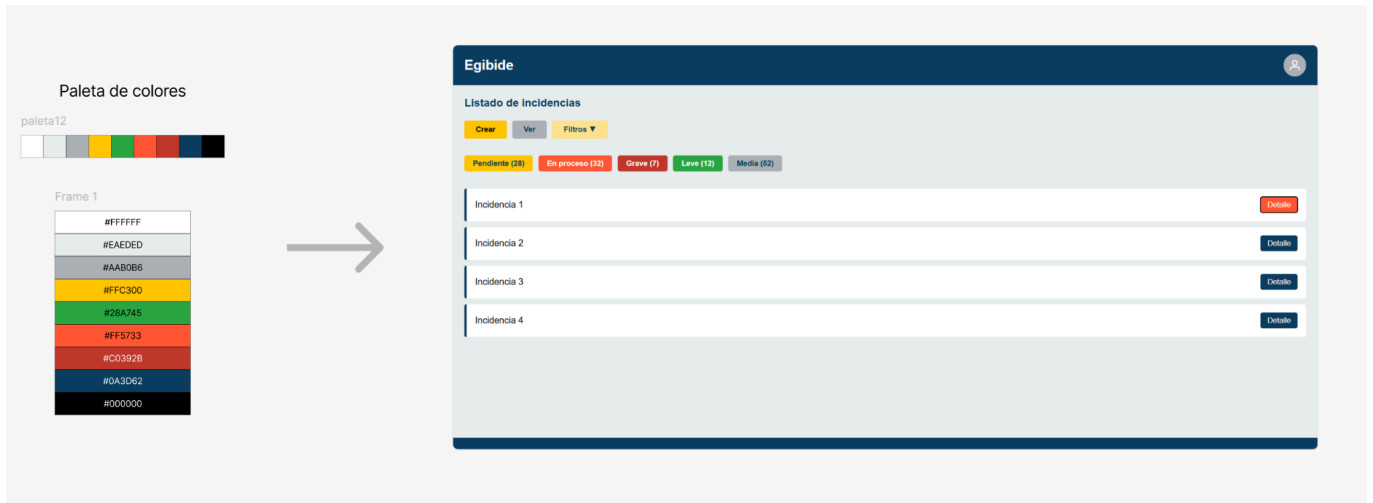 Paleta de colores
paleta12
Frame 1
#FFFFFF
#EAEDED
#AAB0B6
#FFC300
#28A745
#FF5733
#C0392B
#0A3D62
#000000
Egibide
Listado de incidencias
Crear Ver Filtros ▼
Pendiente (28) En proceso (32) Grave (7) Leve (12) Media (52)
Incidencia 1 Detalle
Incidencia 2 Detalle
Incidencia 3 Detalle
Incidencia 4 Detalle